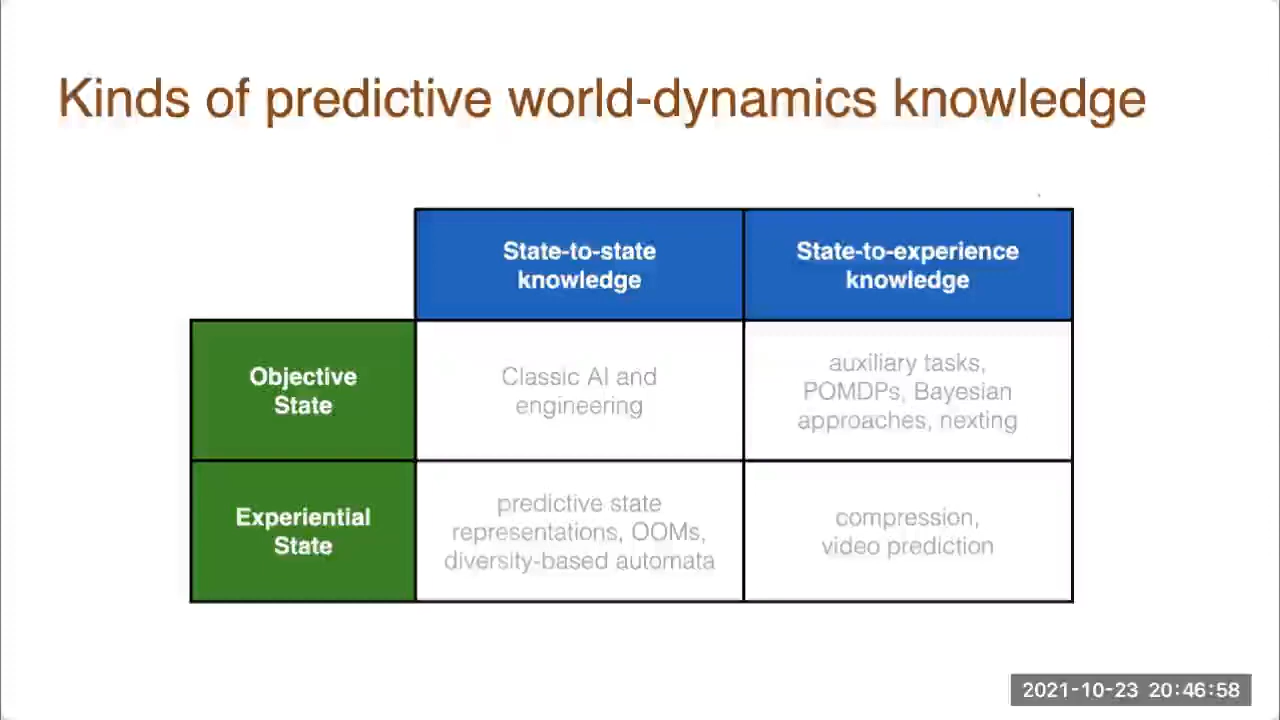 Kinds of predictive world-dynamics knowledge
State-to-state
knowledge
State-to-experience
knowledge
Objective
State
Classic AI and
engineering
auxiliary tasks,
POMDPs, Bayesian
approaches, nexting
Experiential
State
predictive state
representations, OOMs,
diversity-based automata
compression,
video prediction
2021-10-23 20:46:58